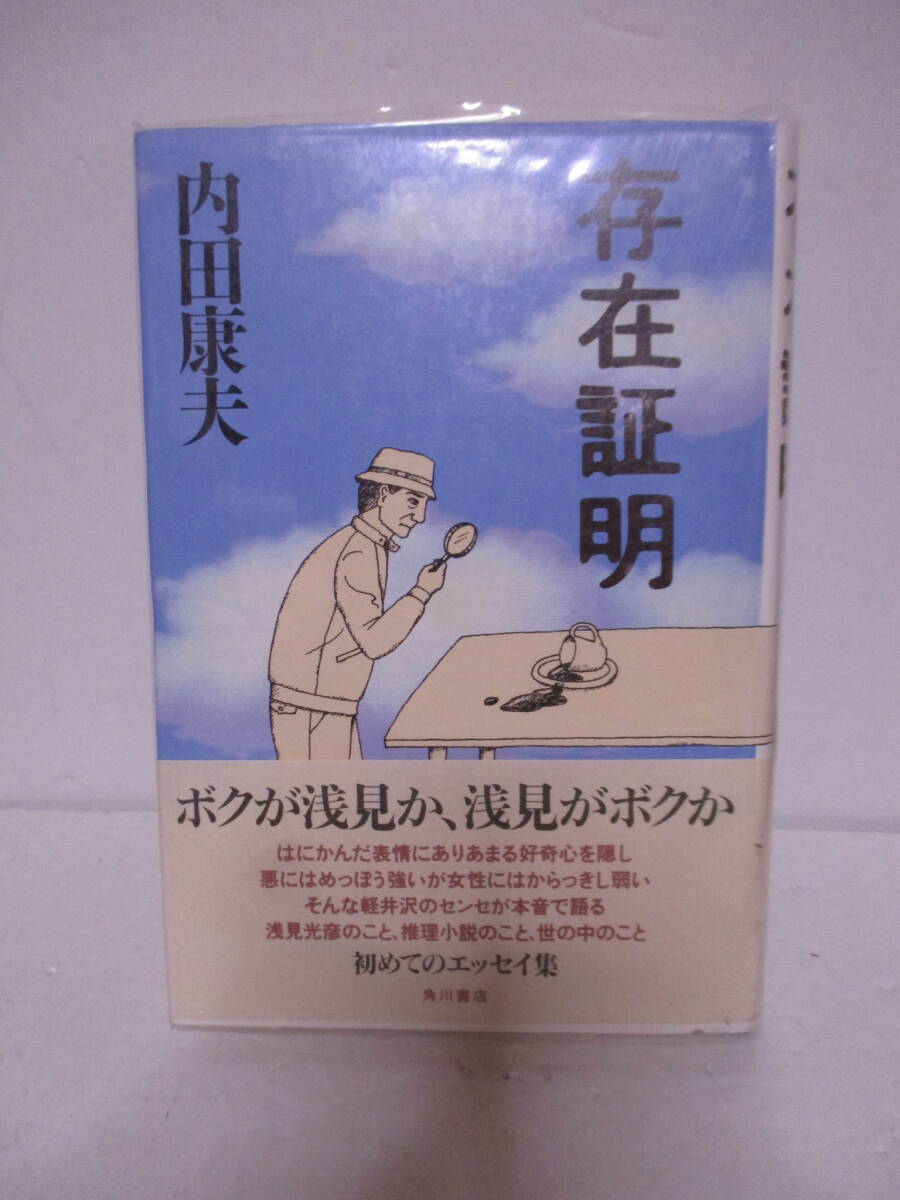 存在証明
内田康夫
ボクが浅見か、浅見がボクか
はにかんだ表情にありあまる好奇心を隠し
悪にはめっぽう強いが女性にはからっきし弱い
そんな軽井沢のセンセが本音で語る
浅見光彦のこと、推理小説のこと、世の中のこと
初めてのエッセイ集
角川書店